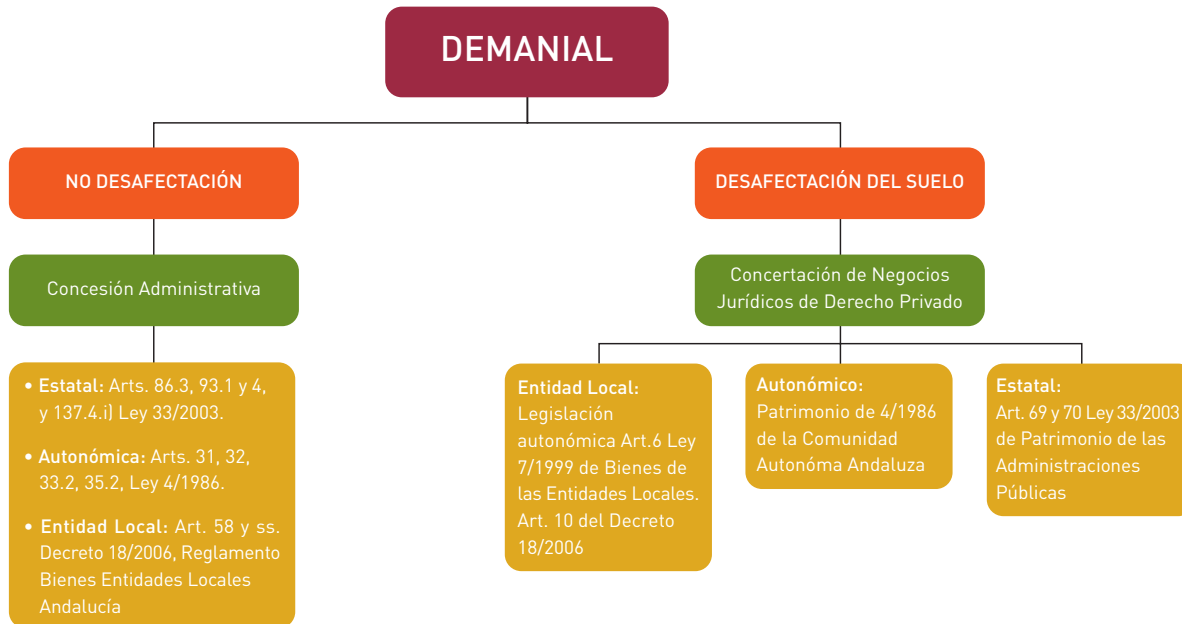 DEMANIAL
NO DESAFECTACIÓN
DESAFECTACIÓN DEL SUELO
Concesión Administrativa
Concertación de Negocios
Jurídicos de Derecho Privado
• Estatal: Arts. 86.3, 93.1 y 4,
y 137.4.i) Ley 33/2003.
• Autonómica: Arts. 31, 32,
33.2, 35.2, Ley 4/1986.
• Entidad Local: Art. 58 y ss.
Decreto 18/2006, Reglamento
Bienes Entidades Locales
Andalucía
Entidad Local:
Legislación
autonómica Art.6 Ley
7/1999 de Bienes de
las Entidades Locales.
Art. 10 del Decreto
18/2006
Autonómico:
Patrimonio de 4/1986
de la Comunidad
Autonóma Andaluza
Estatal:
Art. 69 y 70 Ley 33/2003
de Patrimonio de las
Administraciones
Públicas